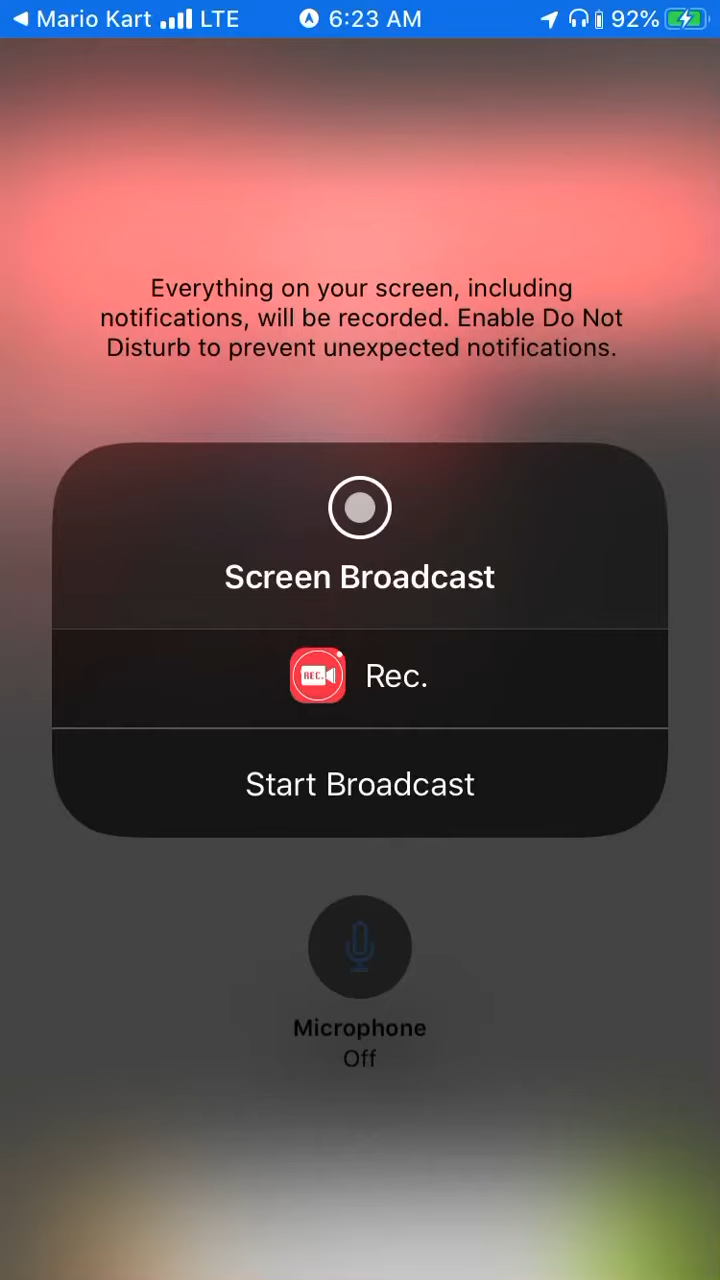 Mario Kart LTE 6:23 AM 92%
Everything on your screen, including
notifications, will be recorded. Enable Do Not
Disturb to prevent unexpected notifications.
Screen Broadcast
REC. Rec.
Start Broadcast
Microphone
Off